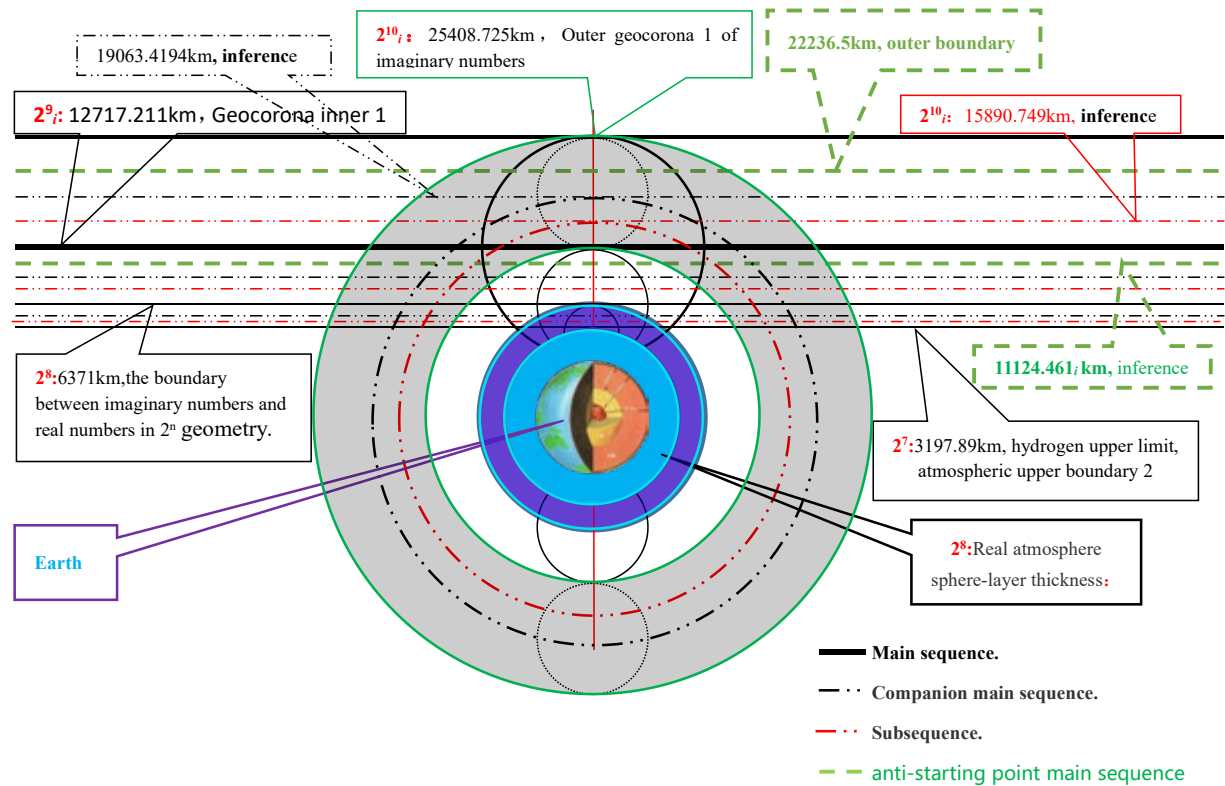 19063.4194km, inference
2¹⁰ᵢ： 25408.725km， Outer geocorona 1 of
imaginary numbers
22236.5km, outer boundary
2⁹ᵢ: 12717.211km，Geocorona inner 1
2¹⁰ᵢ： 15890.749km, inference
2⁸:6371km,the boundary
between imaginary numbers and
real numbers in 2ⁿ geometry.
11124.461ᵢ km, inference
2⁷:3197.89km, hydrogen upper limit,
atmospheric upper boundary 2
Earth
2⁸:Real atmosphere
sphere-layer thickness：
Main sequence.
Companion main sequence.
Subsequence.
anti-starting point main sequence